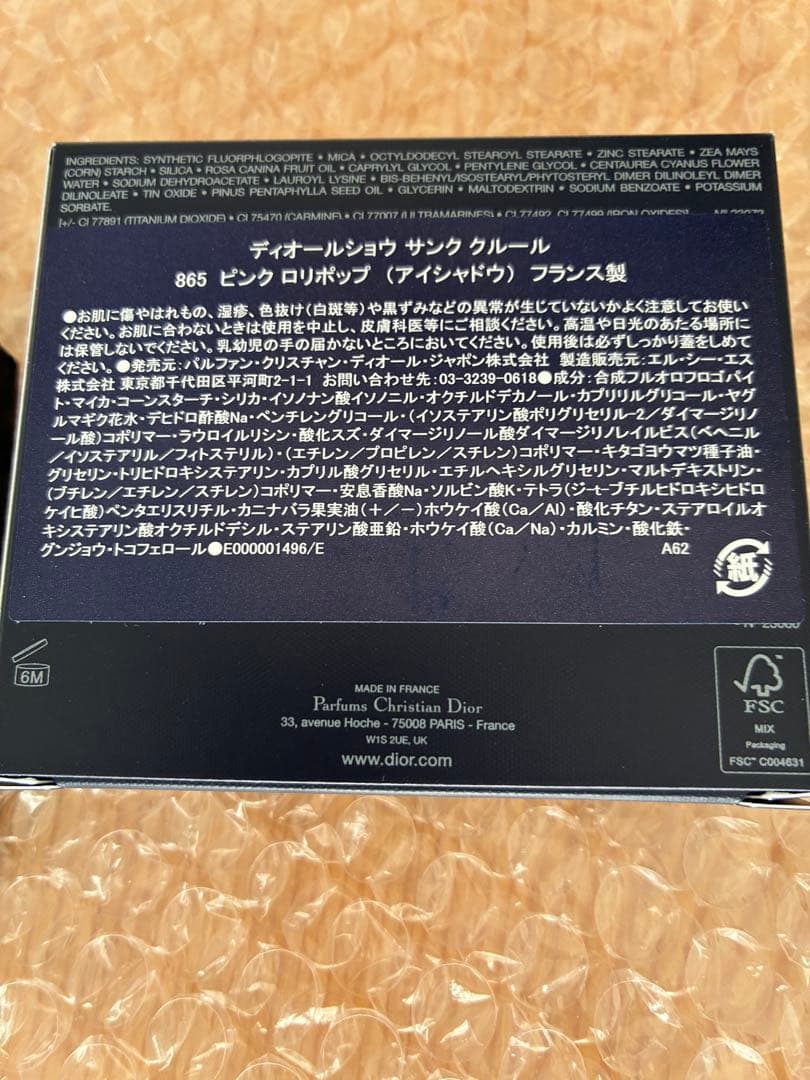 INGREDIENTS: SYNTHETIC FLUORPHLOGOPITE • MICA • OCTYLDODECYL STEAROYL STEARATE • ZINC STEARATE • ZEA MAYS
(CORN) STARCH • SILICA • ROSA CANINA FRUIT OIL • CAPRYLYL GLYCOL • PENTYLENE GLYCOL • CENTAUREA CYANUS FLOWER
WATER • SODIUM DEHYDROACETATE • LAUROYL LYSINE • BIS-BEHENYL/ISOSTEARYL/PHYTOSTERYL DIMER DILINOLEYL DIMER
DILINOLEATE • TIN OXIDE • PINUS PENTAPHYLLA SEED OIL • GLYCERIN • MALTODEXTRIN • SODIUM BENZOATE • POTASSIUM
SORBATE.
[+/- CI 77891 (TITANIUM DIOXIDE) • CI 75470 (CARMINE) • CI 77007 (ULTRAMARINES) • CI 77492, CI 77499 (IRON OXIDES)]
ディオールショウ サンク クルール
865 ピンク ロリポップ (アイシャドウ) フランス製
●お肌に傷やはれもの、湿疹、色抜け(白斑等)や黒ずみなどの異常が生じていないかよく注意してお使い
ください。お肌に合わないときは使用を中止し、皮膚科医等にご相談ください。高温や日光のあたる場所に
は保管しないでください。乳幼児の手の届かないところにおいてください。使用後は必ずしっかり蓋をしめて
ください。●発売元:パルファン・クリスチャン・ディオール・ジャポン株式会社 製造販売元:エル・シー・エス
株式会社 東京都千代田区平河町2-1-1 お問い合わせ先:03-3239-0618●成分:合成フルオロフロゴパイ
ト・マイカ・コーンスターチ・シリカ・イソノナン酸イソノニル・オクチルドデカノール・カプリリルグリコール・ヤグ
ルマギク花水・デヒドロ酢酸Na・ペンチレングリコール・(イソステアリン酸ポリグリセリル-2/ダイマージリノ
ール酸)コポリマー・ラウロイルリシン・酸化スズ・ダイマージリノール酸ダイマージリノレイルビス(ベヘニル
/イソステアリル/フィトステリル)・(エチレン/プロピレン/スチレン)コポリマー・キタゴヨウマツ種子油・
グリセリン・トリヒドロキシステアリン・カプリル酸グリセリル・エチルヘキシルグリセリン・マルトデキストリン・
(ブチレン/エチレン/スチレン)コポリマー・安息香酸Na・ソルビン酸K・テトラ(ジ-t-ブチルヒドロキシヒドロ
ケイヒ酸)ペンタエリスリチル・カニナバラ果実油(+/-)ホウケイ酸(Ca/Al)・酸化チタン・ステアロイルオ
キシステアリン酸オクチルドデシル・ステアリン酸亜鉛・ホウケイ酸(Ca/Na)・カルミン・酸化鉄・
グンジョウ・トコフェロール●E000001496/E A62
紙
6M
MADE IN FRANCE
Parfums Christian Dior
33, avenue Hoche - 75008 PARIS - France
W1S 2UE, UK
www.dior.com
FSC
MIX
Packaging
FSC™ C004631